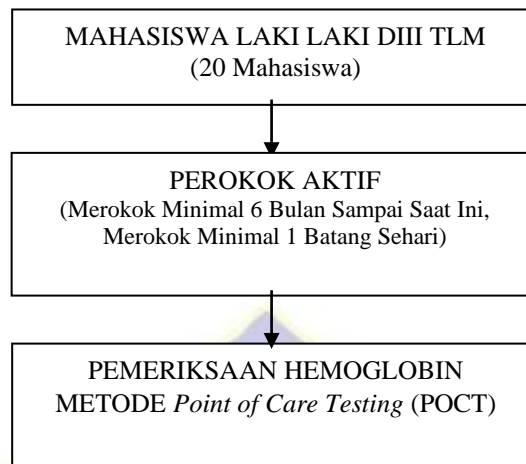 MAHASISWA LAKI LAKI DIII TLM
(20 Mahasiswa)
PEROKOK AKTIF
(Merokok Minimal 6 Bulan Sampai Saat Ini,
Merokok Minimal 1 Batang Sehari)
PEMERIKSAAN HEMOGLOBIN
METODE Point of Care Testing (POCT)